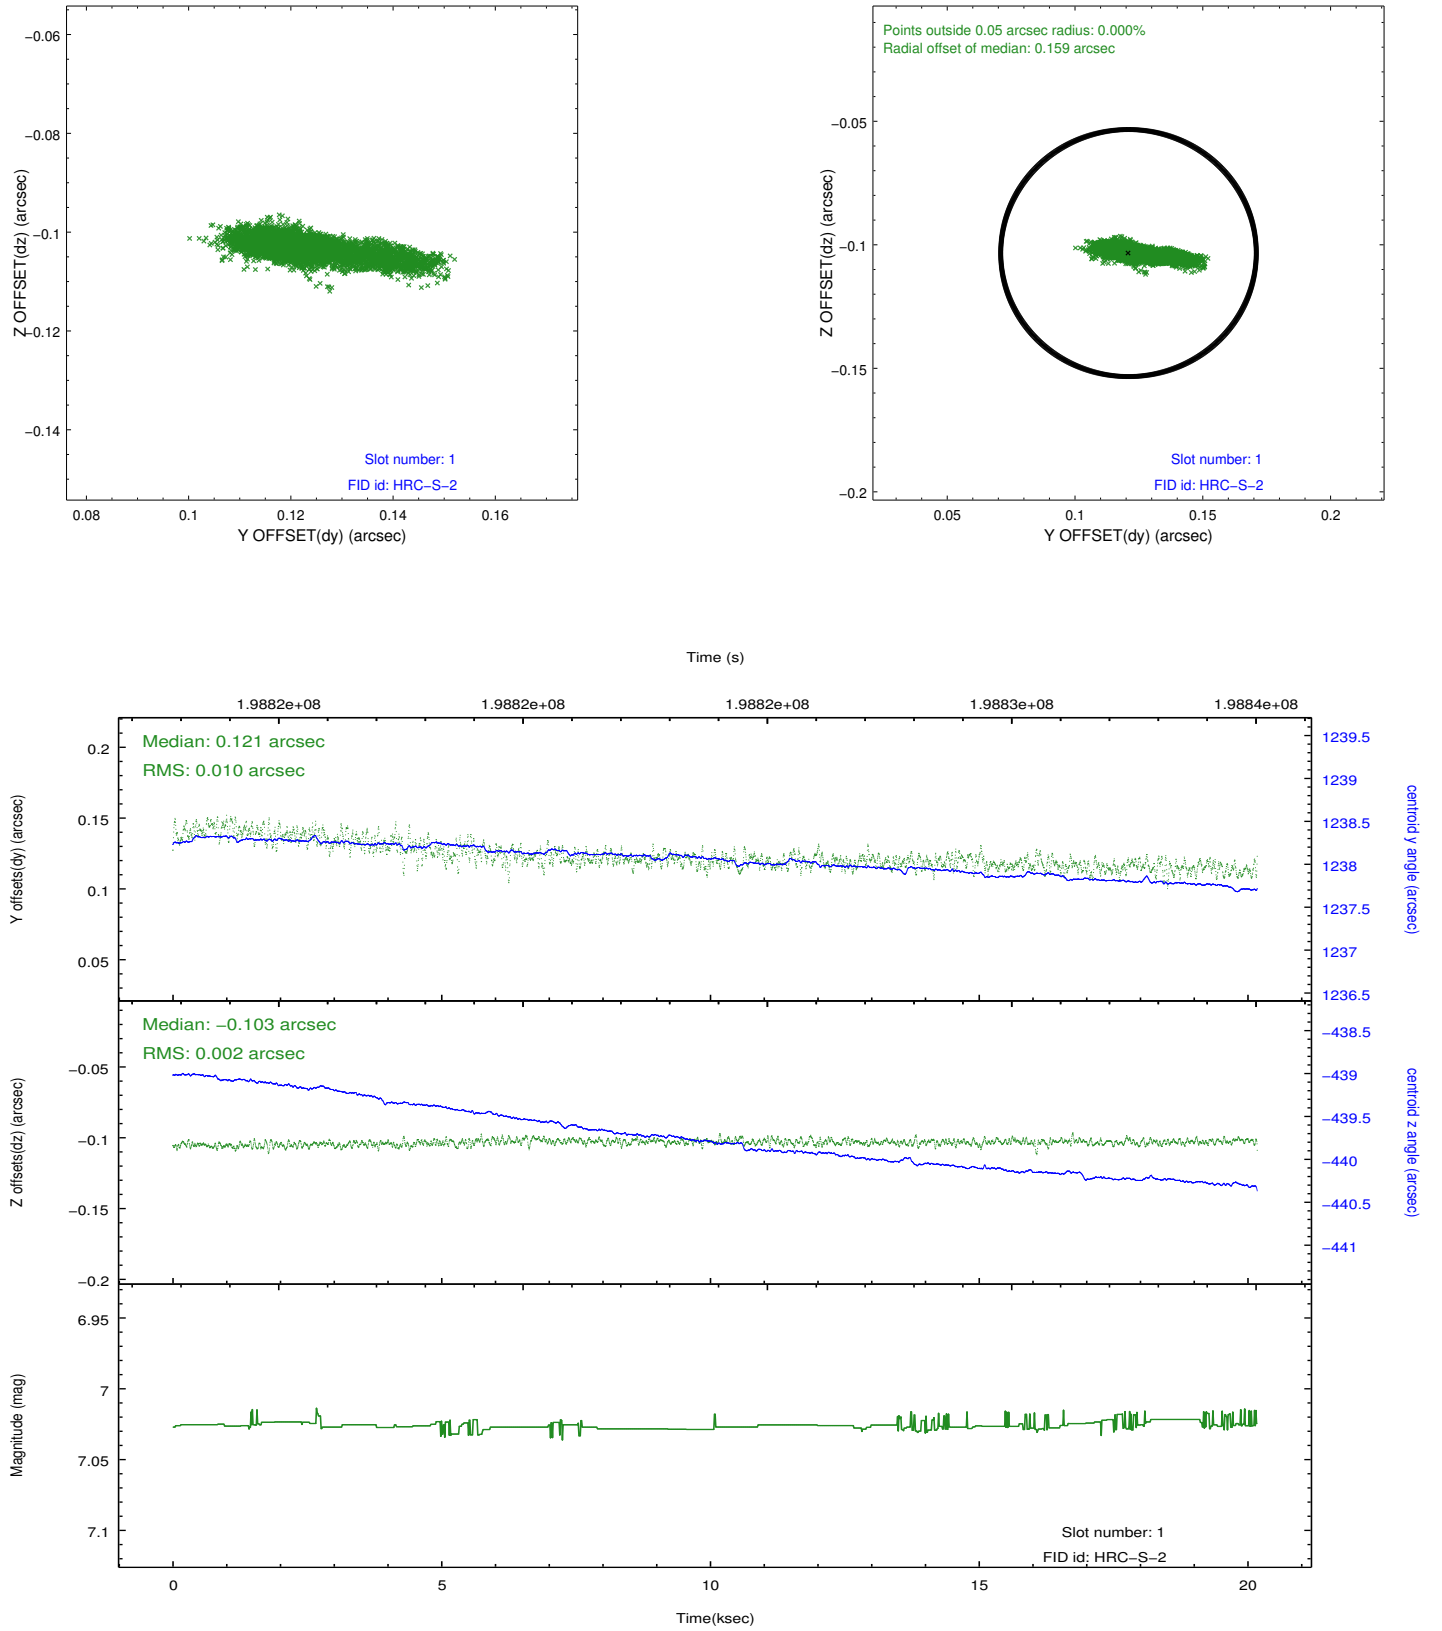 −0.06
−0.08
−0.1
−0.12
−0.14
Z OFFSET(dz) (arcsec)
0.08
0.1
0.12
0.14
0.16
Y OFFSET(dy) (arcsec)
Slot number: 1
FID id: HRC−S−2
Points outside 0.05 arcsec radius: 0.000%
Radial offset of median: 0.159 arcsec
−0.05
−0.1
−0.15
−0.2
Z OFFSET(dz) (arcsec)
0.05
0.1
0.15
0.2
Y OFFSET(dy) (arcsec)
Slot number: 1
FID id: HRC−S−2
Time (s)
1.9882e+08
1.9882e+08
1.9882e+08
1.9883e+08
1.9884e+08
Median: 0.121 arcsec
RMS: 0.010 arcsec
0.2
0.15
0.1
0.05
Y offsets(dy) (arcsec)
1239.5
1239
1238.5
1238
1237.5
1237
1236.5
centroid y angle (arcsec)
Median: −0.103 arcsec
RMS: 0.002 arcsec
−0.05
−0.1
−0.15
−0.2
Z offsets(dz) (arcsec)
−438.5
−439
−439.5
−440
−440.5
−441
centroid z angle (arcsec)
6.95
7
7.05
7.1
Magnitude (mag)
Slot number: 1
FID id: HRC−S−2
0
5
10
15
20
Time(ksec)